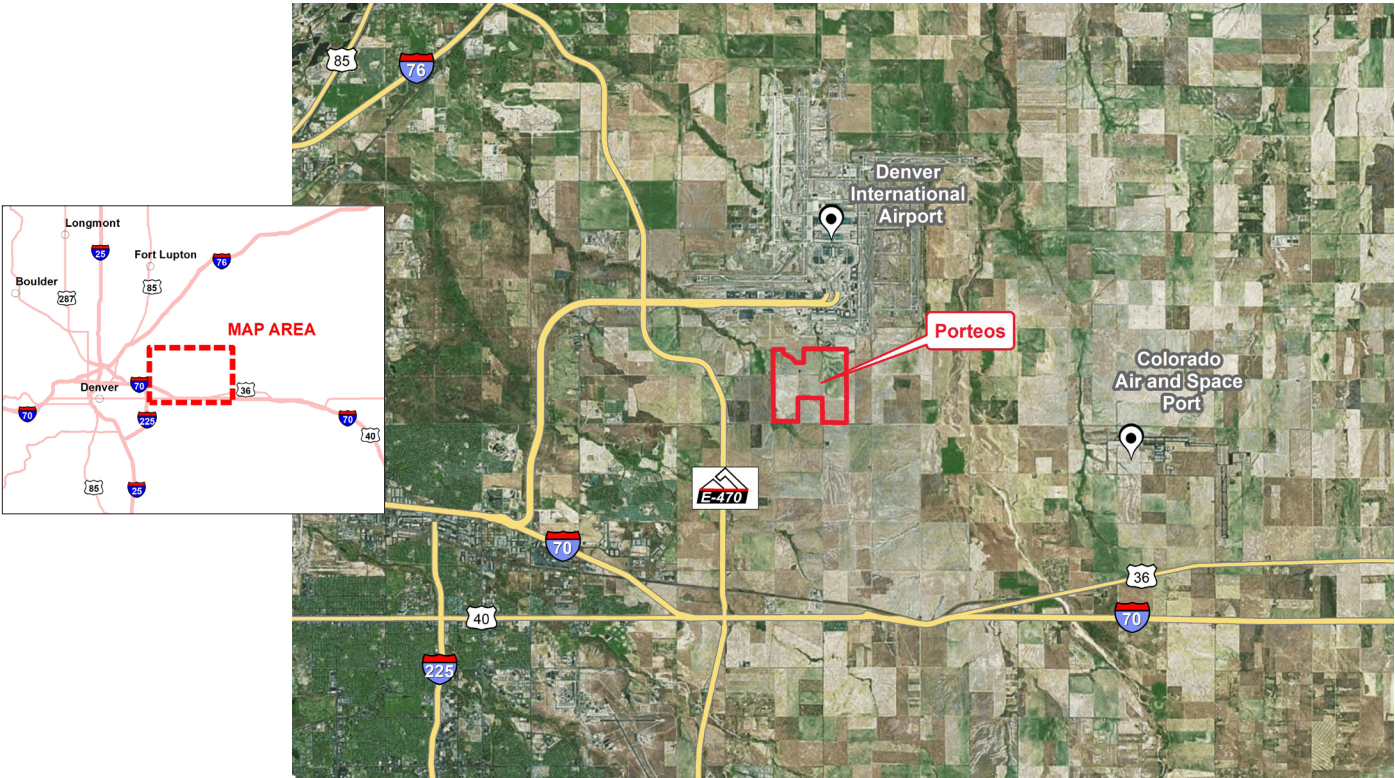 85
76
Denver
International
Airport
Porteos
Colorado
Air and Space
Port
E-470
70
36
40
70
225
Longmont
25
Fort Lupton
76
Boulder
287
85
MAP AREA
Denver
70
36
70
225
70
40
85
25